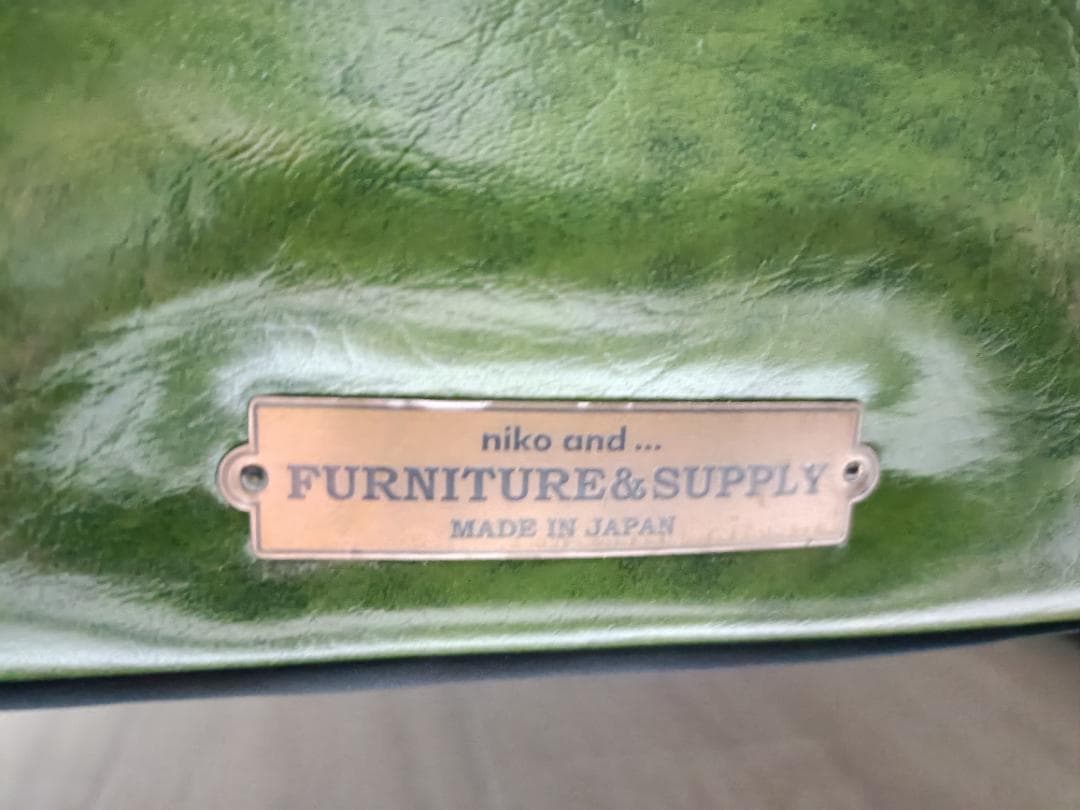 niko and ...
FURNITURE&SUPPLY
MADE IN JAPAN